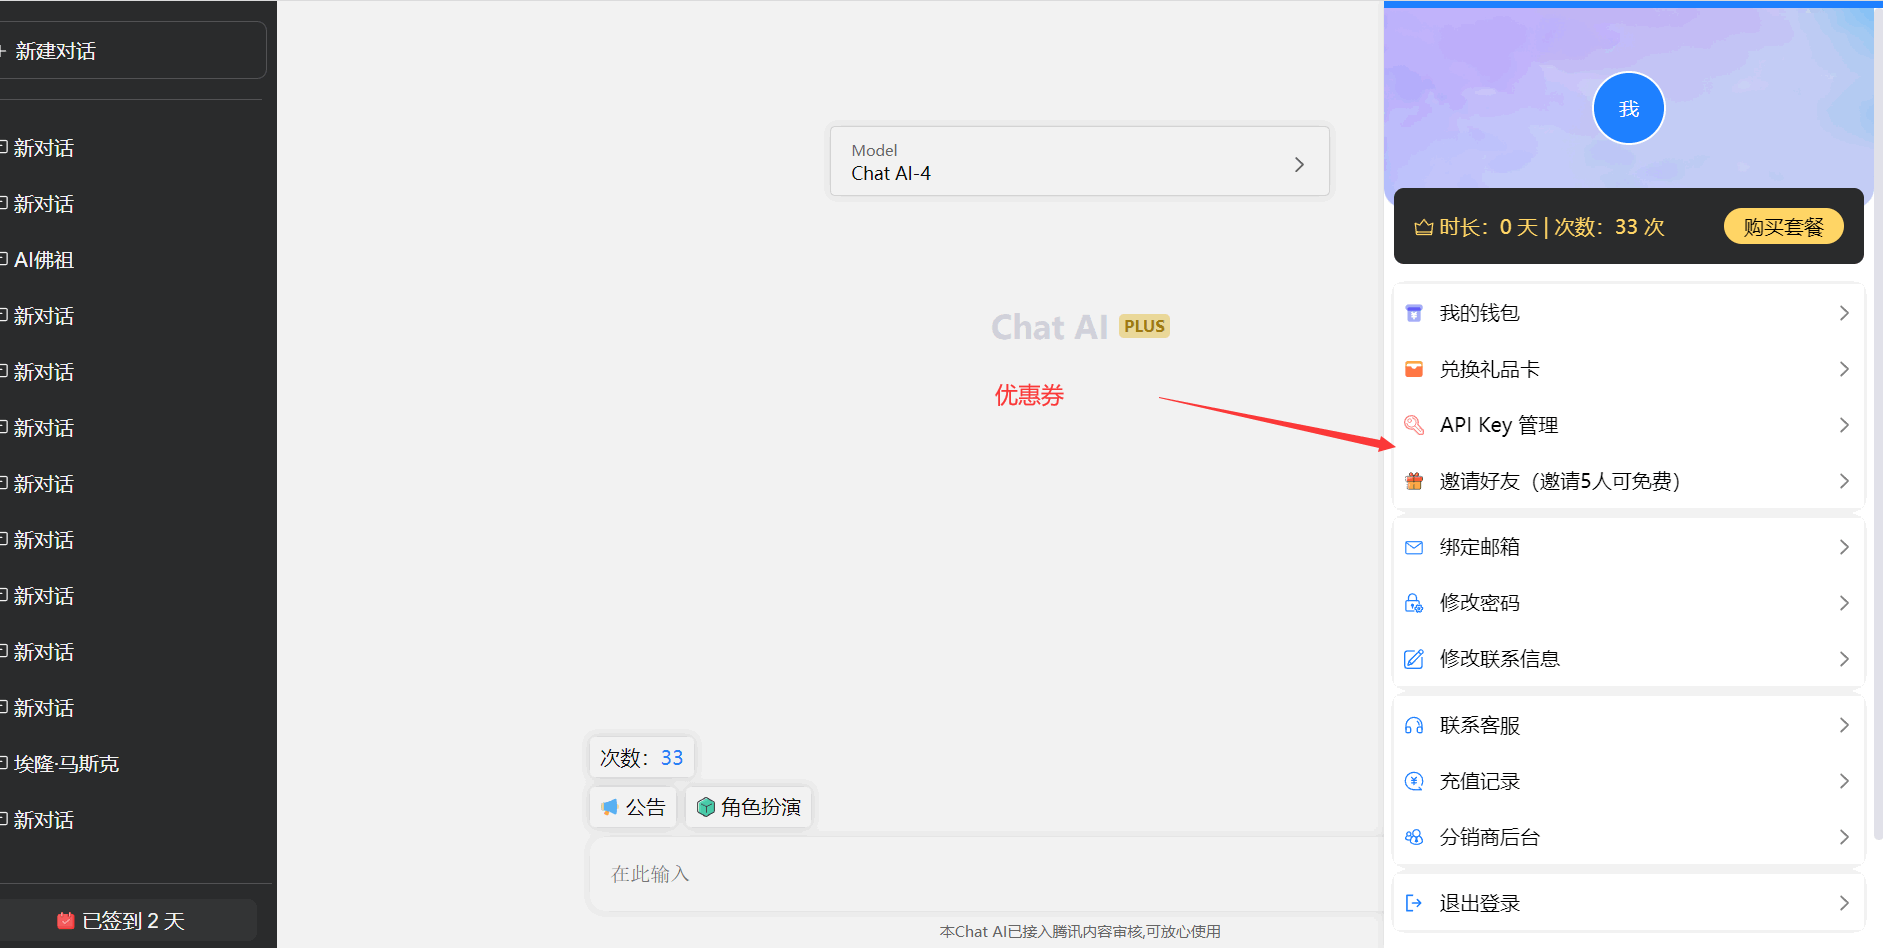 + 新建对话
新对话
新对话
AI佛祖
新对话
新对话
新对话
新对话
新对话
新对话
新对话
新对话
埃隆·马斯克
新对话
已签到 2 天
Model
Chat AI-4
Chat AI PLUS
优惠券
次数：33
公告
角色扮演
在此输入
本Chat AI已接入腾讯内容审核,可放心使用
我
时长：0 天 | 次数：33 次
购买套餐
我的钱包
兑换礼品卡
API Key 管理
邀请好友（邀请5人可免费）
绑定邮箱
修改密码
修改联系信息
联系客服
充值记录
分销商后台
退出登录